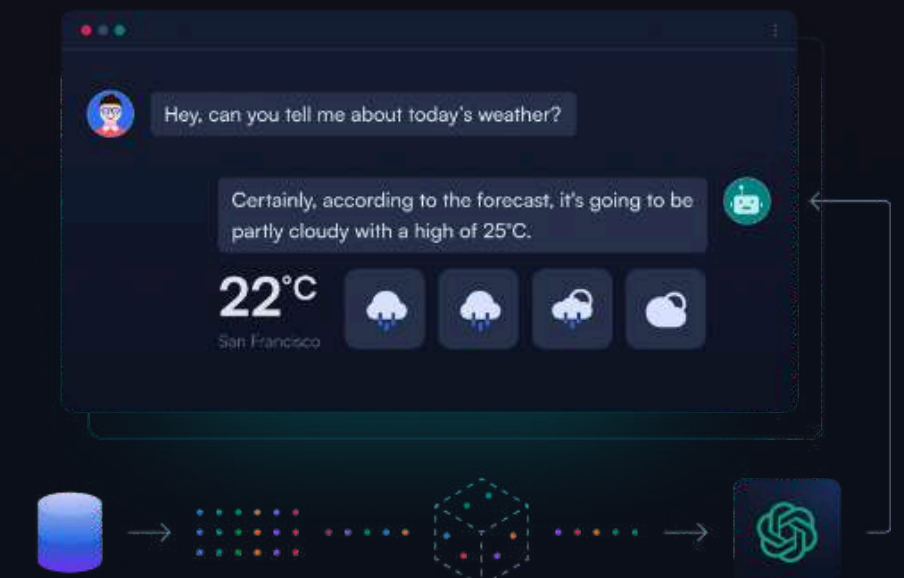 Hey, can you tell me about today's weather?
Certainly, according to the forecast, it's going to be
partly cloudy with a high of 25°C.
22°C
San Francisco